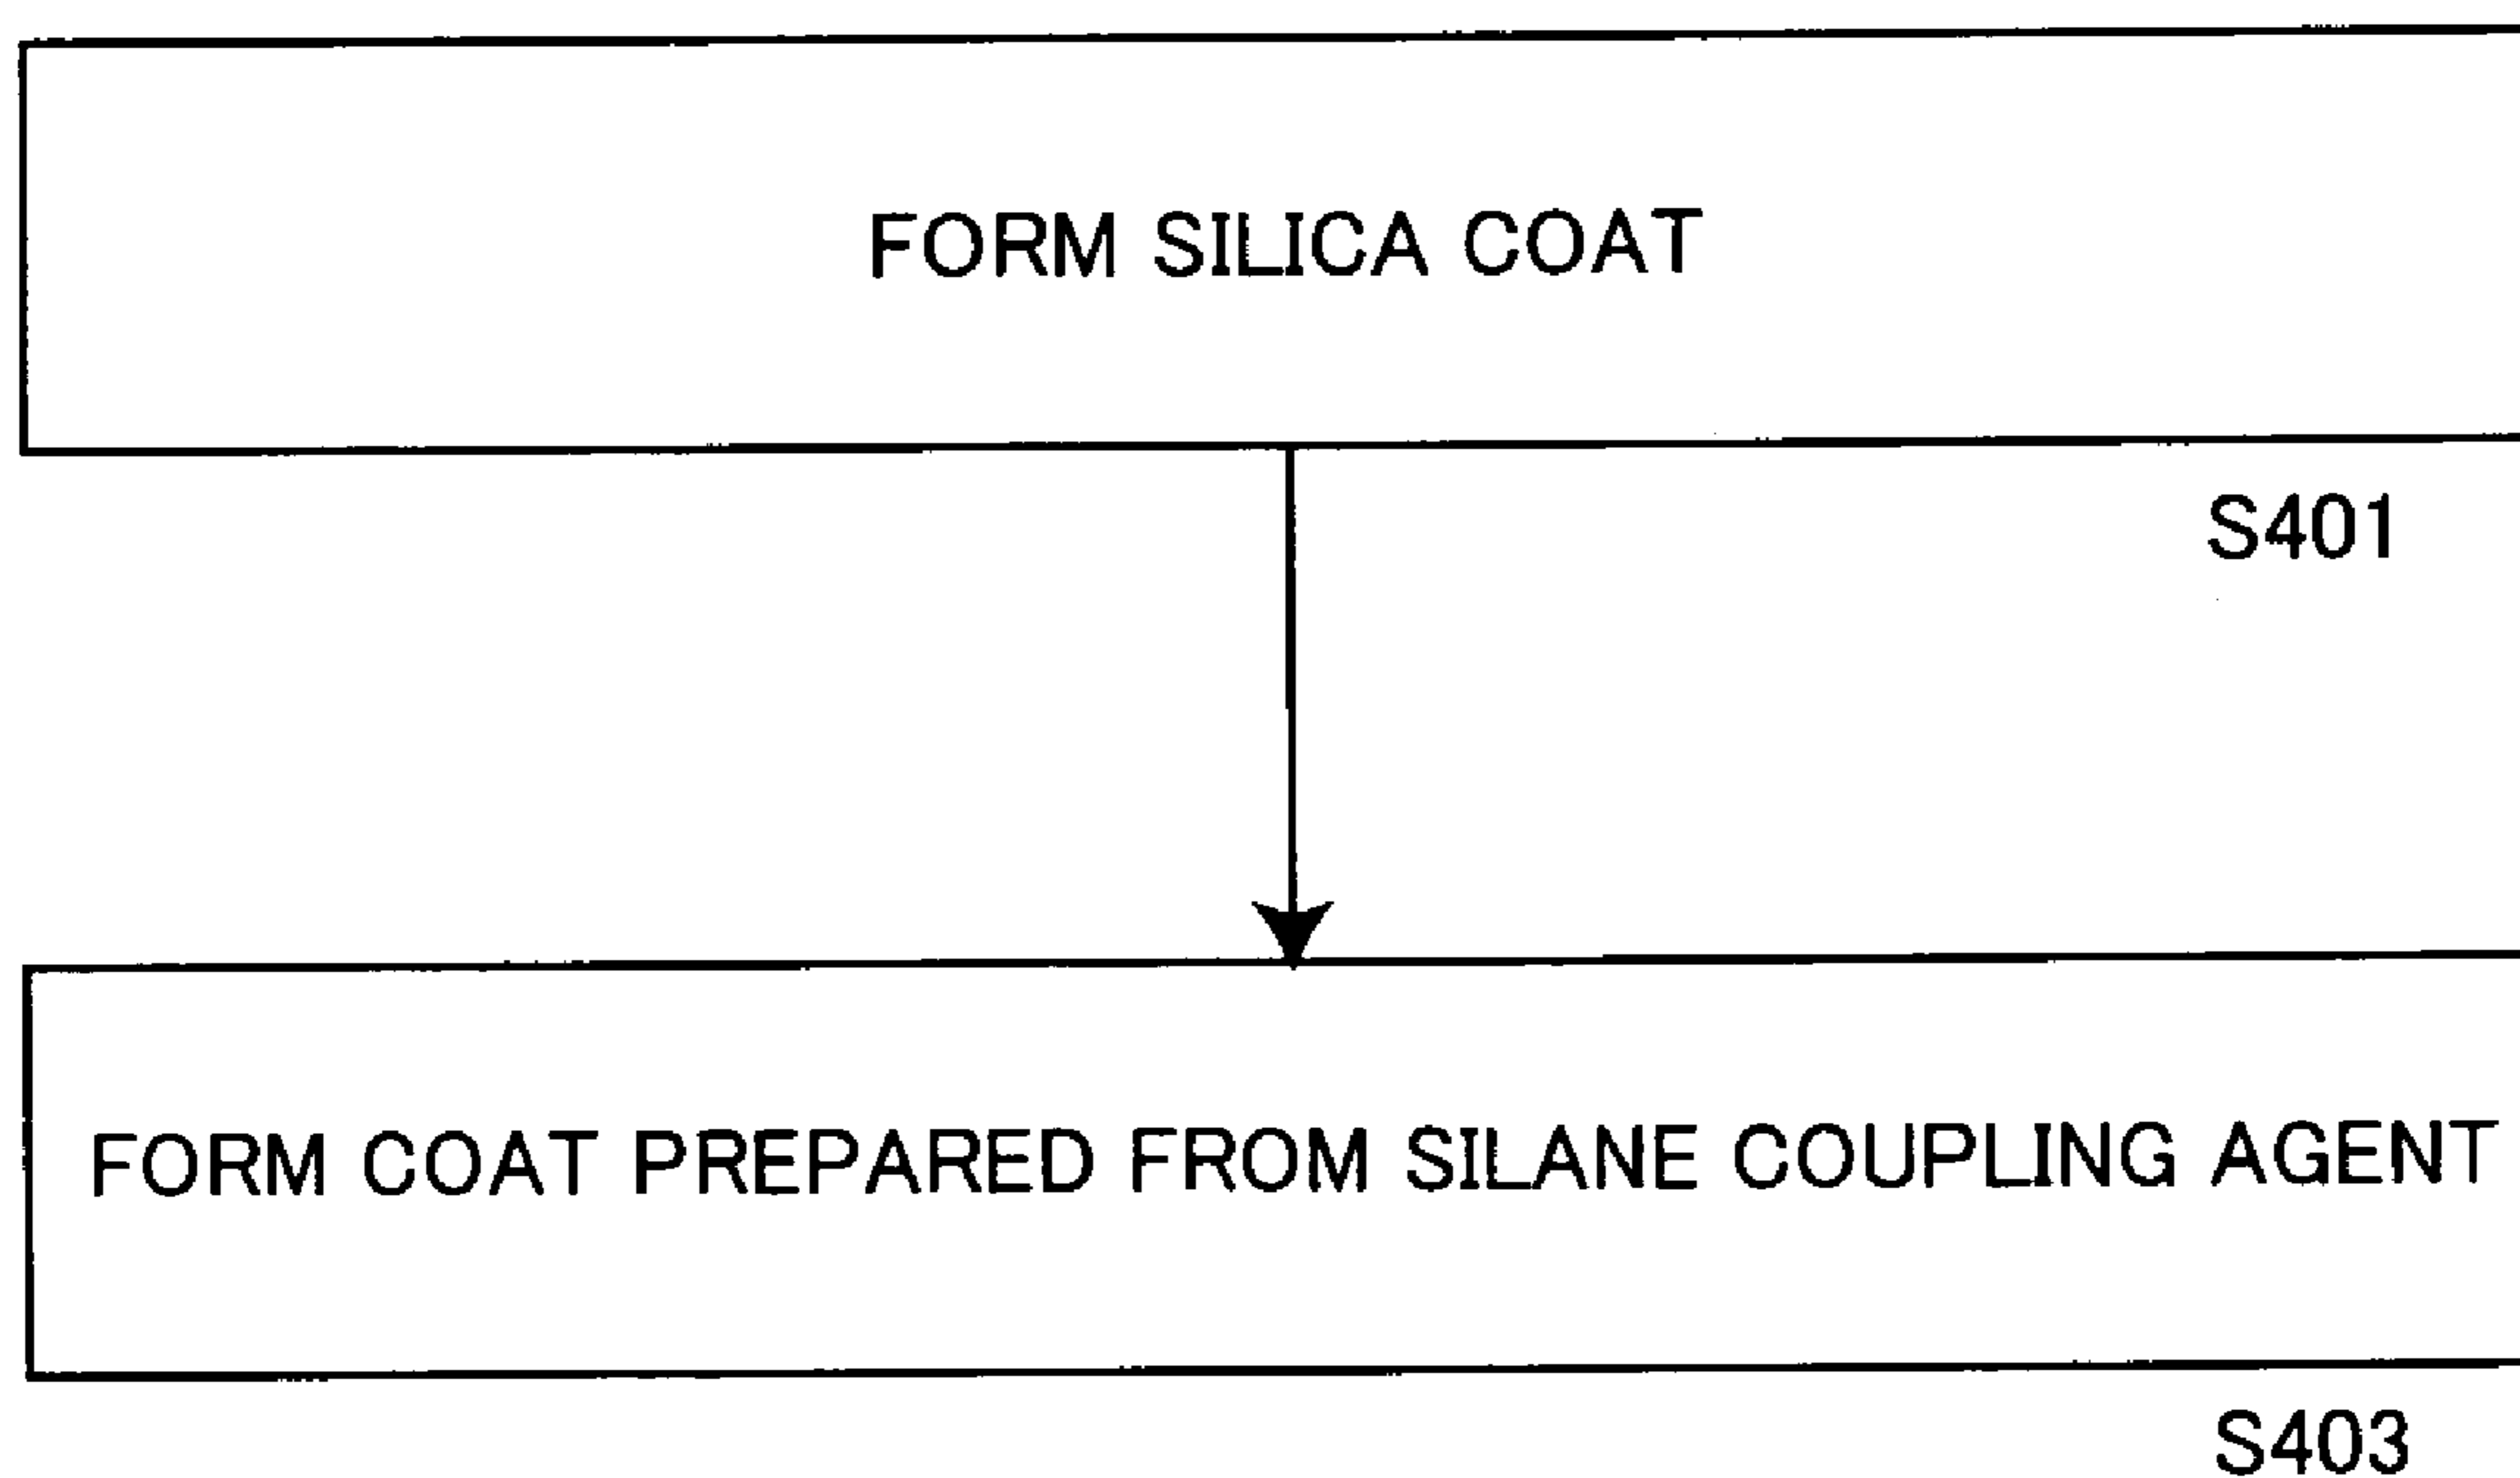 FORM SILICA COAT
S401
FORM COAT PREPARED FROM SILANE COUPLING AGENT
S403